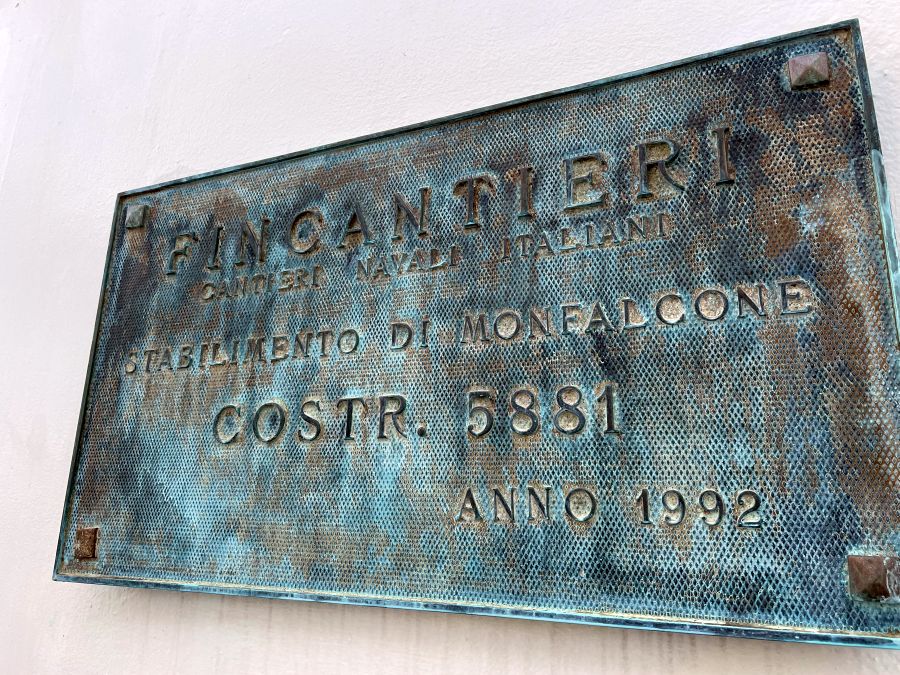 FINCANTIERI
CANTIERI NAVALI ITALIANI
STABILIMENTO DI MONFALCONE
COSTR. 5881
ANNO 1992